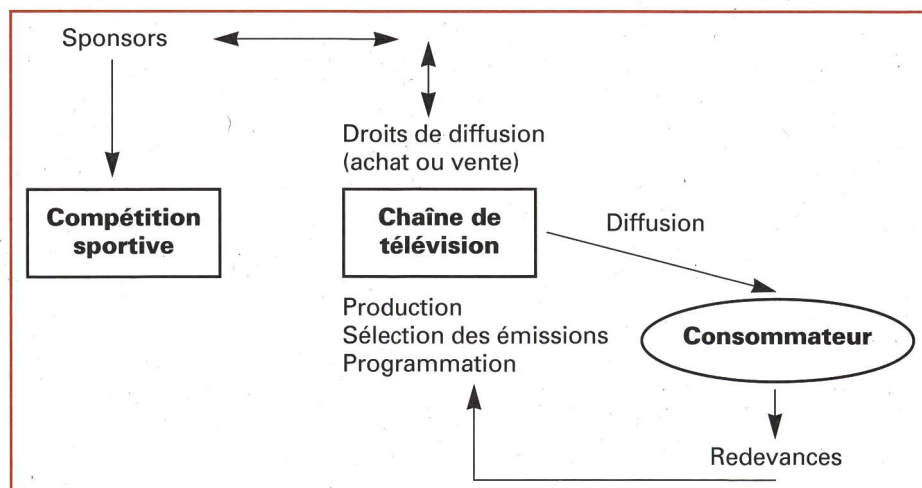 Sponsors
Droits de diffusion
(achat ou vente)
Compétition
sportive
Chaîne de
télévision
Diffusion
Production
Sélection des émissions
Programmation
Consommateur
Redevances